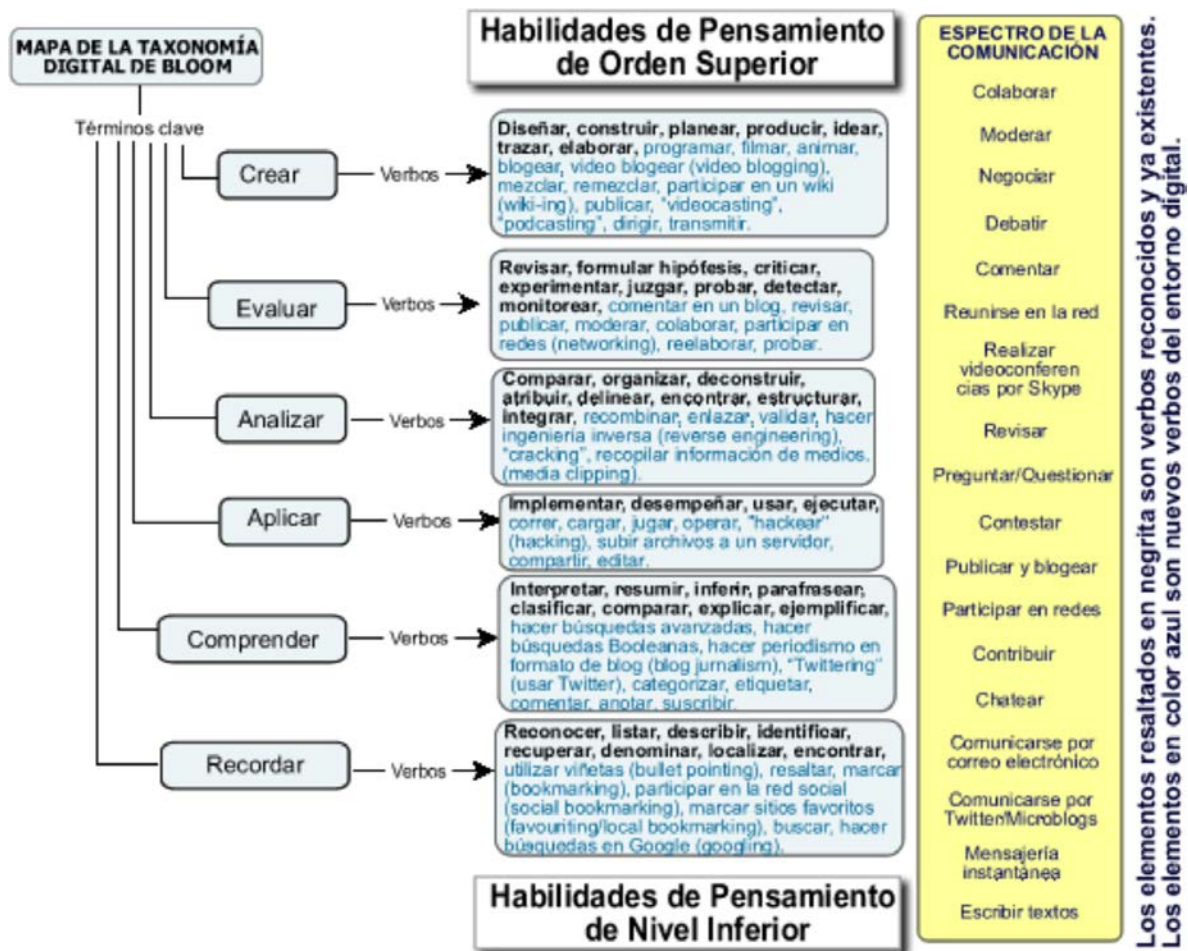 MAPA DE LA TAXONOMÍA
DIGITAL DE BLOOM
Términos clave
Habilidades de Pensamiento
de Orden Superior
Crear
Verbos
Diseñar, construir, planear, producir, idear,
trazar, elaborar, programar, filmar, animar,
blogear, video blogear (video blogging),
mezclar, remezclar, participar en un wiki
(wiki-ing), publicar, "videocasting",
"podcasting", dirigir, transmitir.
Evaluar
Verbos
Revisar, formular hipófesis, criticar,
experimentar, juzgar, probar, detectar,
monitorear, comentar en un blog, revisar,
publicar, moderar, colaborar, participar en
redes (networking), reelaborar, probar.
Analizar
Verbos
Comparar, organizar, deconstruir,
atribuir, delinear, encontrar, estructurar,
integrar, recombinar, enlazar, validar, hacer
ingeniería inversa (reverse engineering),
"cracking", recopilar información de medios.
(media clipping).
Aplicar
Verbos
Implementar, desempeñar, usar, ejecutar,
correr, cargar, jugar, operar, "hackear"
(hacking), subir archivos a un servidor,
compartir, editar.
Comprender
Verbos
Interpretar, resumir, inferir, parafrasear,
clasificar, comparar, explicar, ejemplificar,
hacer búsquedas avanzadas, hacer
búsquedas Booleanas, hacer periodismo en
formato de blog (blog jurnalism), "Twittering"
(usar Twitter), categorizar, etiquetar,
comentar, anotar, suscribir.
Recordar
Verbos
Reconocer, listar, describir, identificar,
recuperar, denominar, localizar, encontrar,
utilizar viñetas (bullet pointing), resaltar, marcar
(bookmarking), participar en la red social
(social bookmarking), marcar sitios favoritos
(favouriting/local bookmarking), buscar, hacer
búsquedas en Google (googling).
Habilidades de Pensamiento
de Nivel Inferior
ESPECTRO DE LA
COMUNICACIÓN
Colaborar
Moderar
Negociar
Debatir
Comentar
Reunirse en la red
Realizar
videoconferen
cias por Skype
Revisar
Preguntar/Questionar
Contestar
Publicar y blogear
Participar en redes
Contribuir
Chatear
Comunicarse por
correo electrónico
Comunicarse por
Twitter/Microblogs
Mensajería
instantánea
Escribir textos
Los elementos resaltados en negrita son verbos reconocidos y ya existentes.
Los elementos en color azul son nuevos verbos del entorno digital.